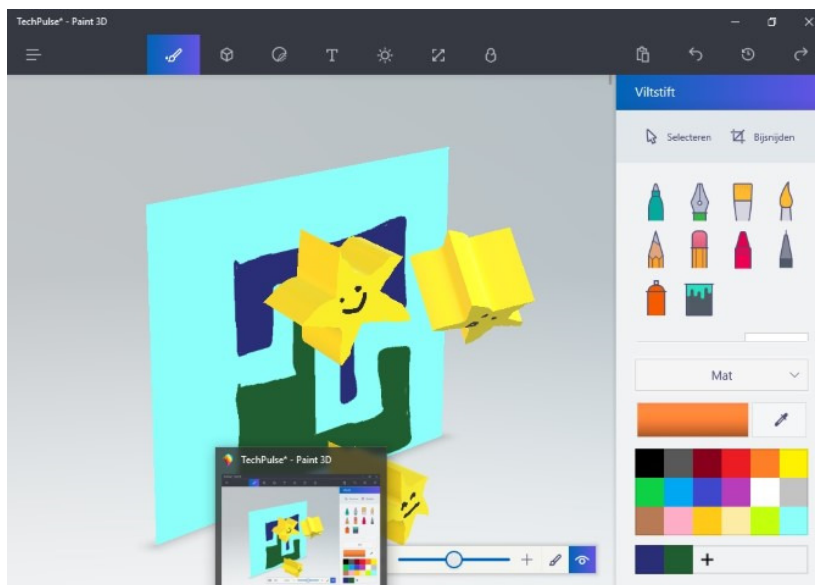 TechPulse* - Paint 3D
T
Viltstift
Selecteren
Bijsnijden
Mat
TechPulse* - Paint 3D